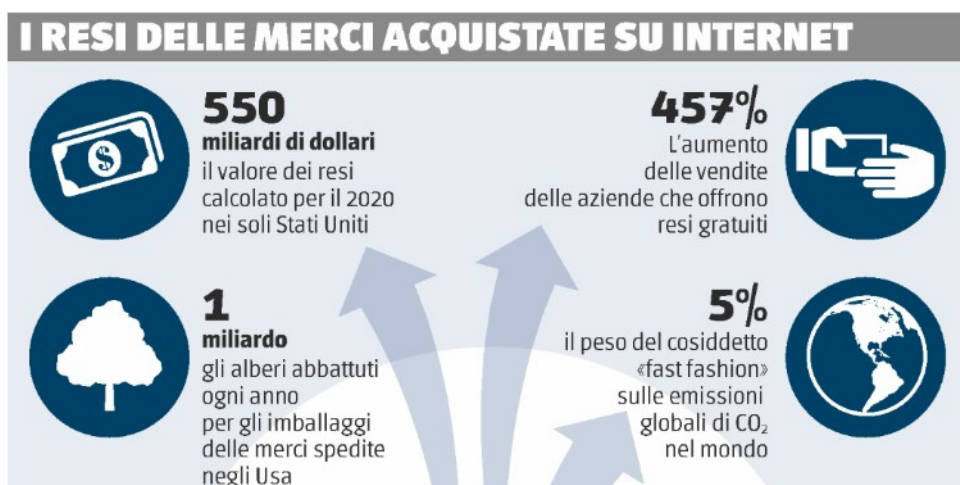 I RESI DELLE MERCI ACQUISTATE SU INTERNET
550
miliardi di dollari
il valore dei resi
calcolato per il 2020
nei soli Stati Uniti
457%
L'aumento
delle vendite
delle aziende che offrono
resi gratuiti
1
miliardo
gli alberi abbattuti
ogni anno
per gli imballaggi
delle merci spedite
negli Usa
5%
il peso del cosiddetto
«fast fashion»
sulle emissioni
globali di CO₂
nel mondo